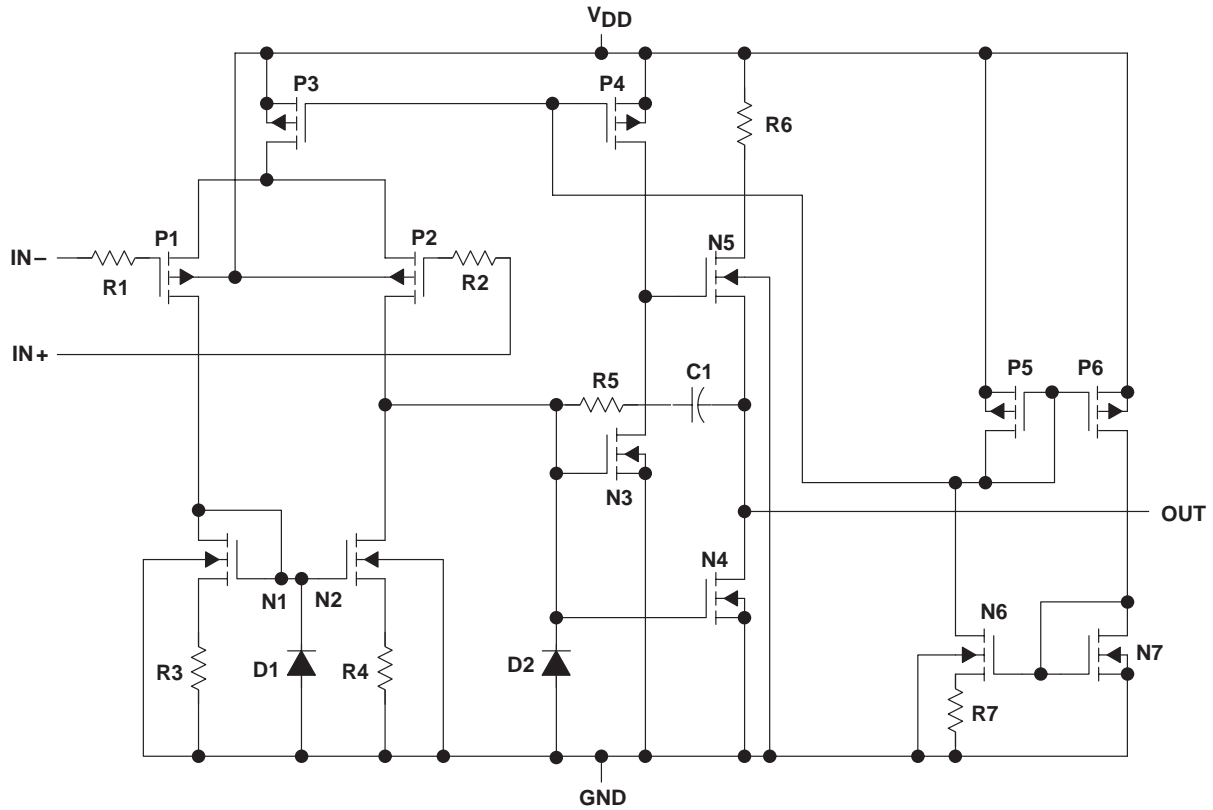 VDD
P3
P4
R6
P1
P2
N5
IN−
R1
R2
IN+
R5
C1
P5
P6
N3
OUT
N4
N1
N2
N6
N7
R3
D1
R4
D2
R7
GND